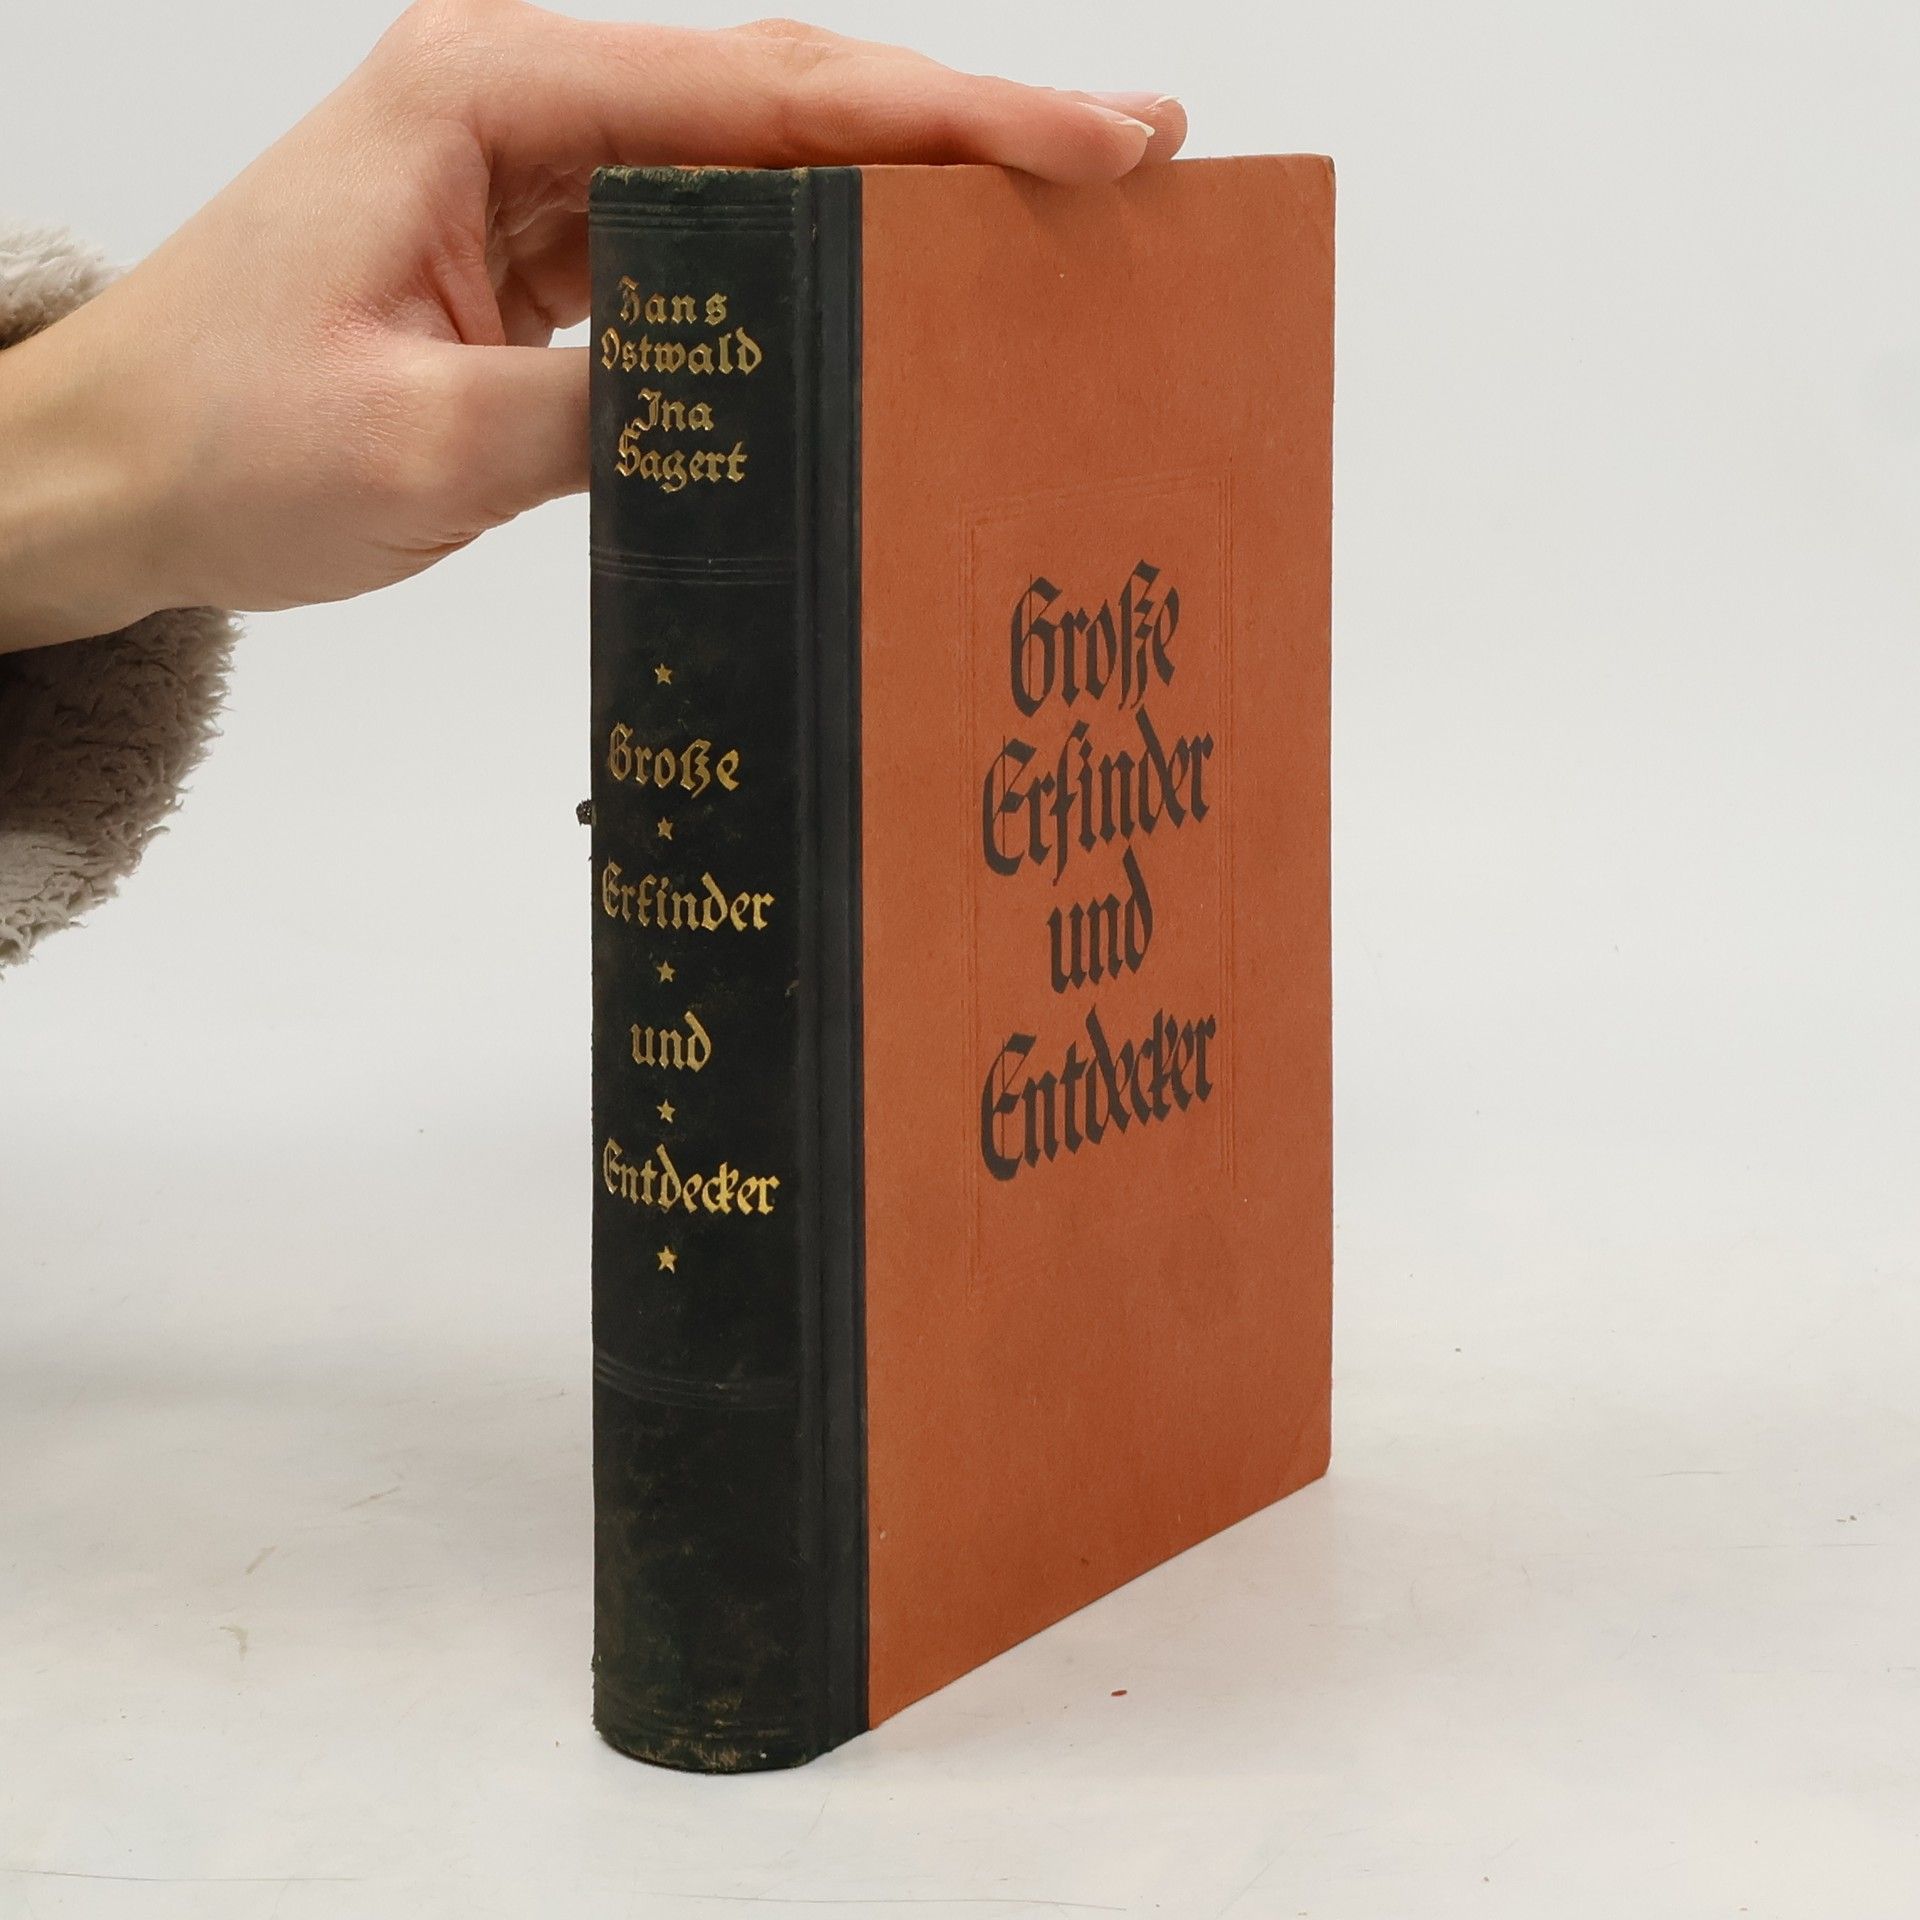 Hans
Ostwald
Ina
Sagert
Große
Erfinder
und
Entdecker
Große
Erfinder
und
Entdecker